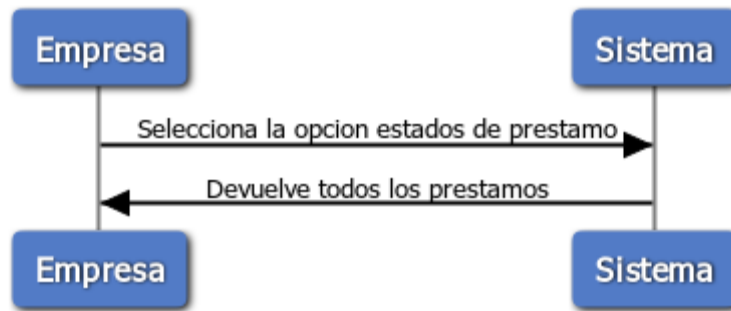 Empresa
Sistema
Selecciona la opcion estados de prestamo
Devuelve todos los prestamos
Empresa
Sistema